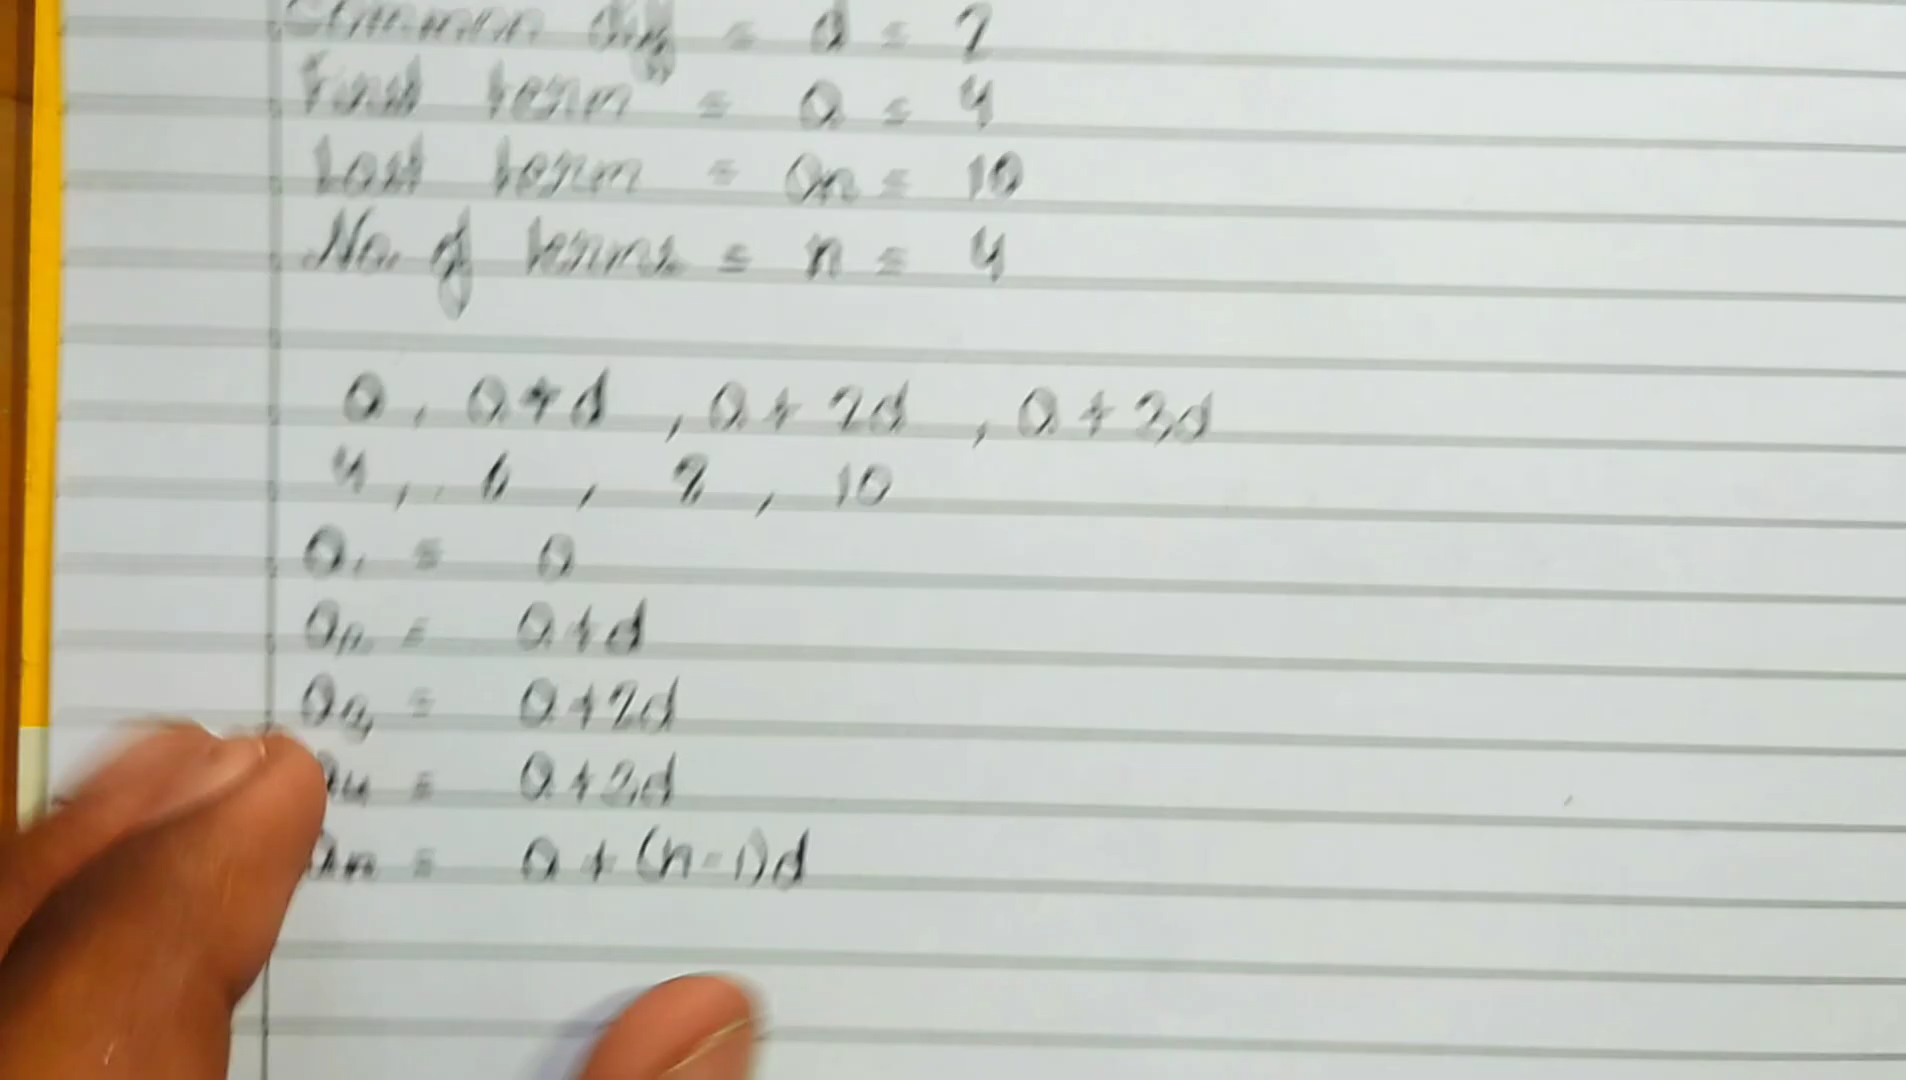 Common diff = d = 2
First term = a = 4
Last term = an = 10
No. of terms = n = 4
a, a+d, a+2d, a+3d
4, 6, 8, 10
a1 = a
a2 = a+d
a3 = a+2d
a4 = a+3d
an = a+(n-1)d